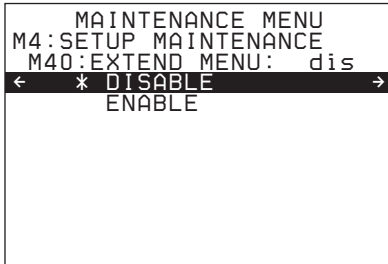 MAINTENANCE MENU
M4:SETUP MAINTENANCE
M40:EXTEND MENU: dis
← * DISABLE →
ENABLE